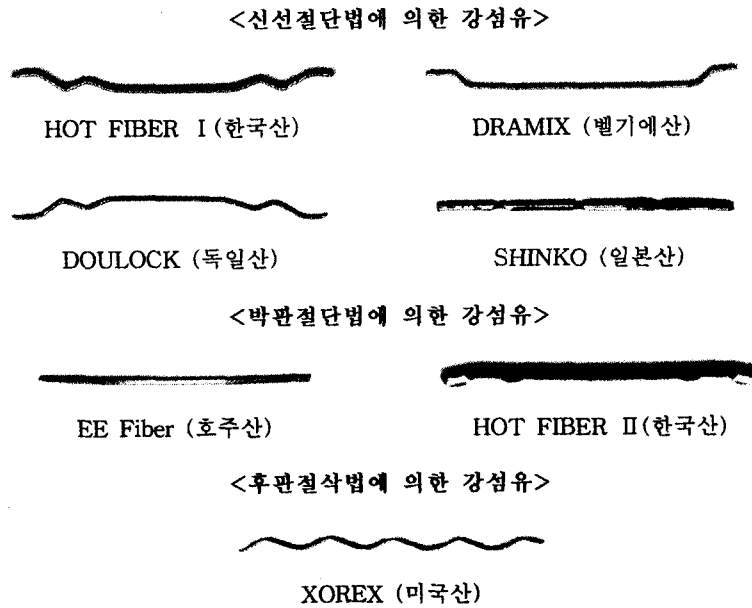 <신선절단법에 의한 강섬유>
HOT FIBER Ⅰ(한국산)
DRAMIX (벨기에산)
DOULOCK (독일산)
SHINKO (일본산)
<박판절단법에 의한 강섬유>
EE Fiber (호주산)
HOT FIBER Ⅱ(한국산)
<후판절삭법에 의한 강섬유>
XOREX (미국산)